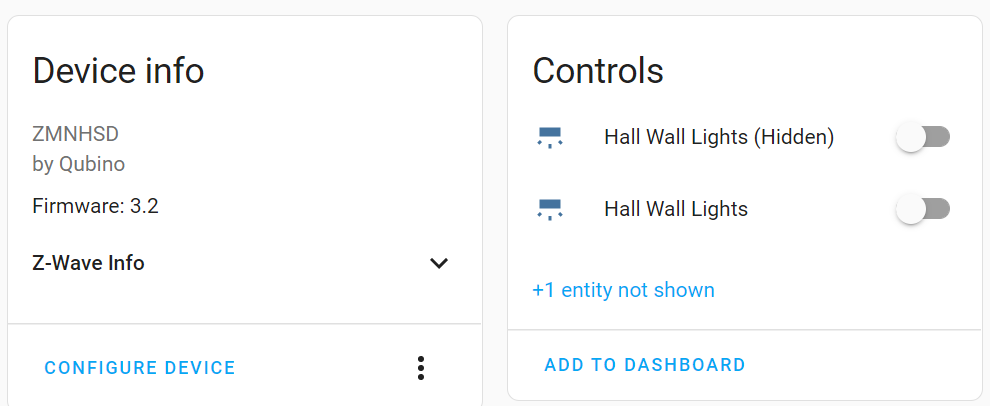 Device info
ZMNHSD
by Qubino
Firmware: 3.2
Z-Wave Info
CONFIGURE DEVICE
Controls
Hall Wall Lights (Hidden)
Hall Wall Lights
+1 entity not shown
ADD TO DASHBOARD